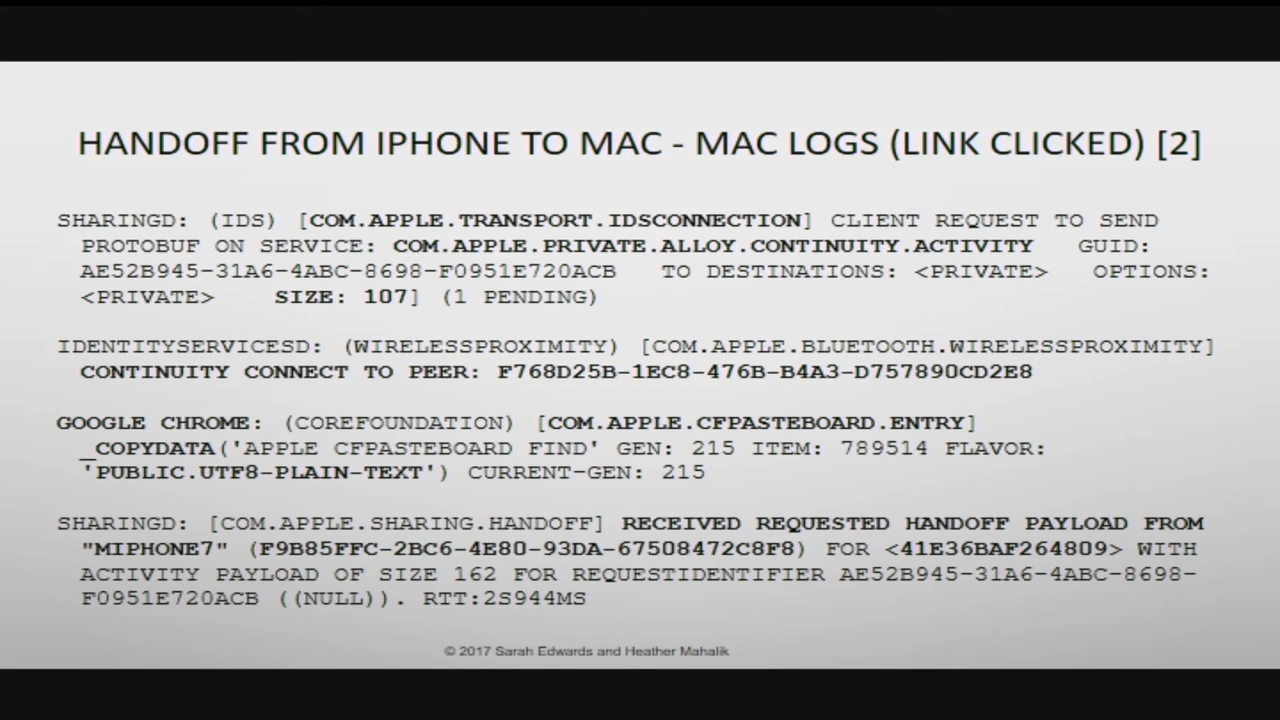 HANDOFF FROM IPHONE TO MAC - MAC LOGS (LINK CLICKED) [2]
SHARINGD: (IDS) [COM.APPLE.TRANSPORT.IDSCONNECTION] CLIENT REQUEST TO SEND
PROTOBUF ON SERVICE: COM.APPLE.PRIVATE.ALLOY.CONTINUITY.ACTIVITY GUID:
AE52B945-31A6-4ABC-8698-F0951E720ACB TO DESTINATIONS: <PRIVATE> OPTIONS:
<PRIVATE> SIZE: 107] (1 PENDING)
IDENTITYSERVICESD: (WIRELESSPROXIMITY) [COM.APPLE.BLUETOOTH.WIRELESSPROXIMITY]
CONTINUITY CONNECT TO PEER: F768D25B-1EC8-476B-B4A3-D757890CD2E8
GOOGLE CHROME: (COREFOUNDATION) [COM.APPLE.CFPASTEBOARD.ENTRY]
_COPYDATA('APPLE CFPASTEBOARD FIND' GEN: 215 ITEM: 789514 FLAVOR:
'PUBLIC.UTF8-PLAIN-TEXT') CURRENT-GEN: 215
SHARINGD: [COM.APPLE.SHARING.HANDOFF] RECEIVED REQUESTED HANDOFF PAYLOAD FROM
"MIPHONE7" (F9B85FFC-2BC6-4E80-93DA-67508472C8F8) FOR <41E36BAF264809> WITH
ACTIVITY PAYLOAD OF SIZE 162 FOR REQUESTIDENTIFIER AE52B945-31A6-4ABC-8698-
F0951E720ACB ((NULL)). RTT:2S944MS
© 2017 Sarah Edwards and Heather Mahalik